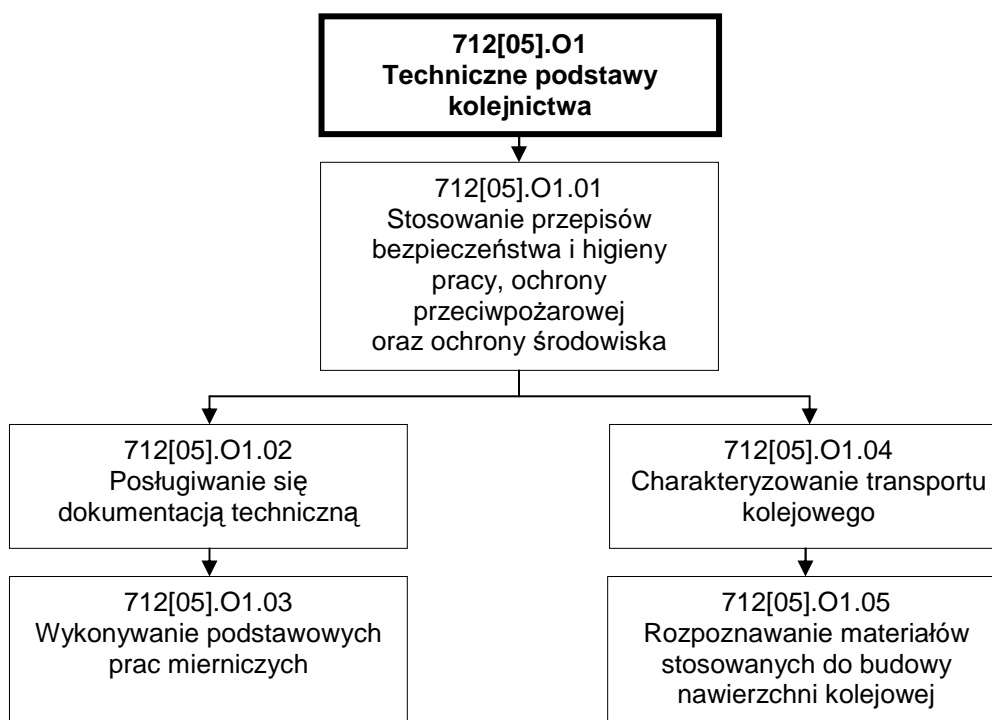 712[05].O1
Techniczne podstawy
kolejnictwa
712[05].O1.01
Stosowanie przepisów
bezpieczeństwa i higieny
pracy, ochrony
przeciwpożarowej
oraz ochrony środowiska
712[05].O1.02
Posługiwanie się
dokumentacją techniczną
712[05].O1.04
Charakteryzowanie transportu
kolejowego
712[05].O1.03
Wykonywanie podstawowych
prac mierniczych
712[05].O1.05
Rozpoznawanie materiałów
stosowanych do budowy
nawierzchni kolejowej